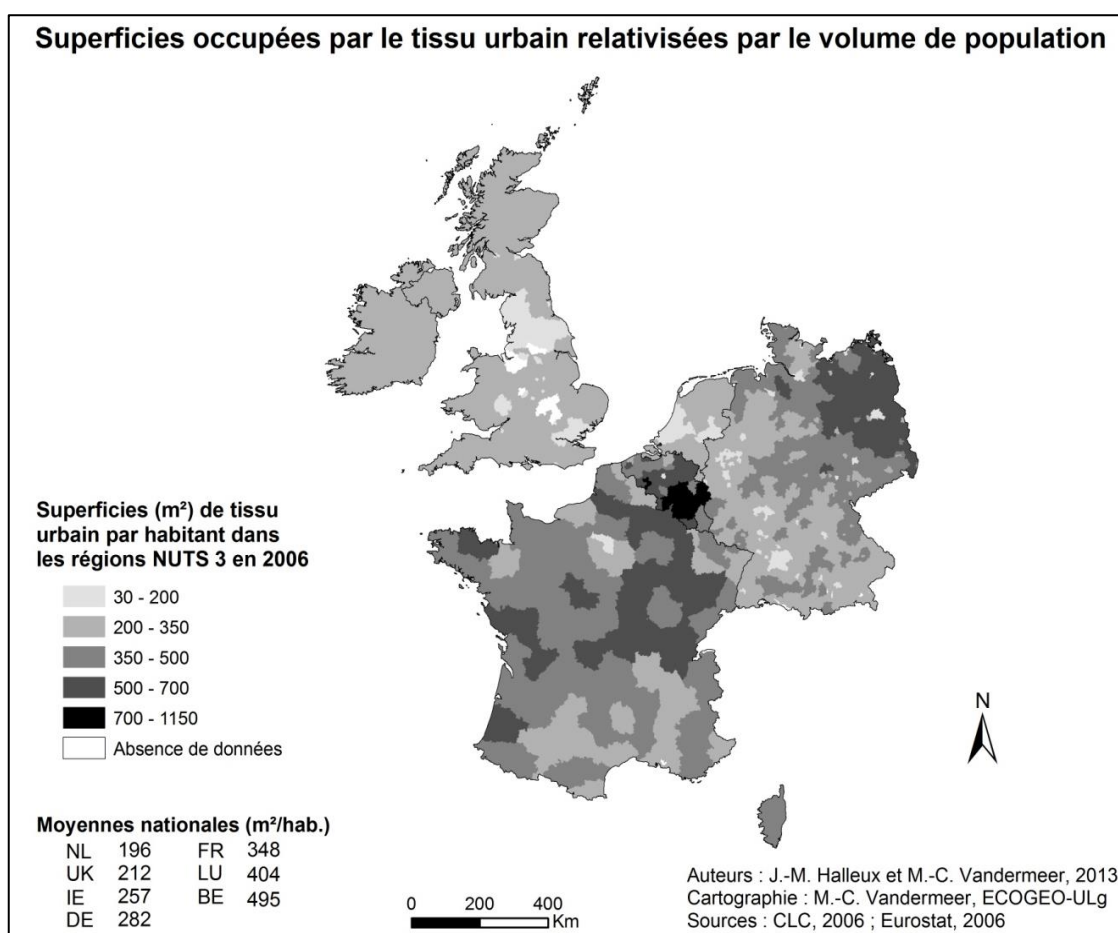 Superficies occupées par le tissu urbain relativisées par le volume de population
Superficies (m²) de tissu
urbain par habitant dans
les régions NUTS 3 en 2006
30 - 200
200 - 350
350 - 500
500 - 700
700 - 1150
Absence de données
Moyennes nationales (m²/hab.)
NL 196 FR 348
UK 212 LU 404
IE 257 BE 495
DE 282
0 200 400
Km
N
Auteurs : J.-M. Halleux et M.-C. Vandermeer, 2013
Cartographie : M.-C. Vandermeer, ECOGEO-ULg
Sources : CLC, 2006 ; Eurostat, 2006